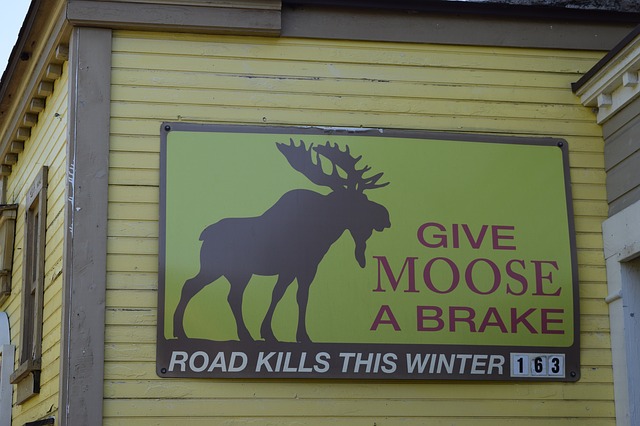 GIVE
MOOSE
A BRAKE
ROAD KILLS THIS WINTER 163